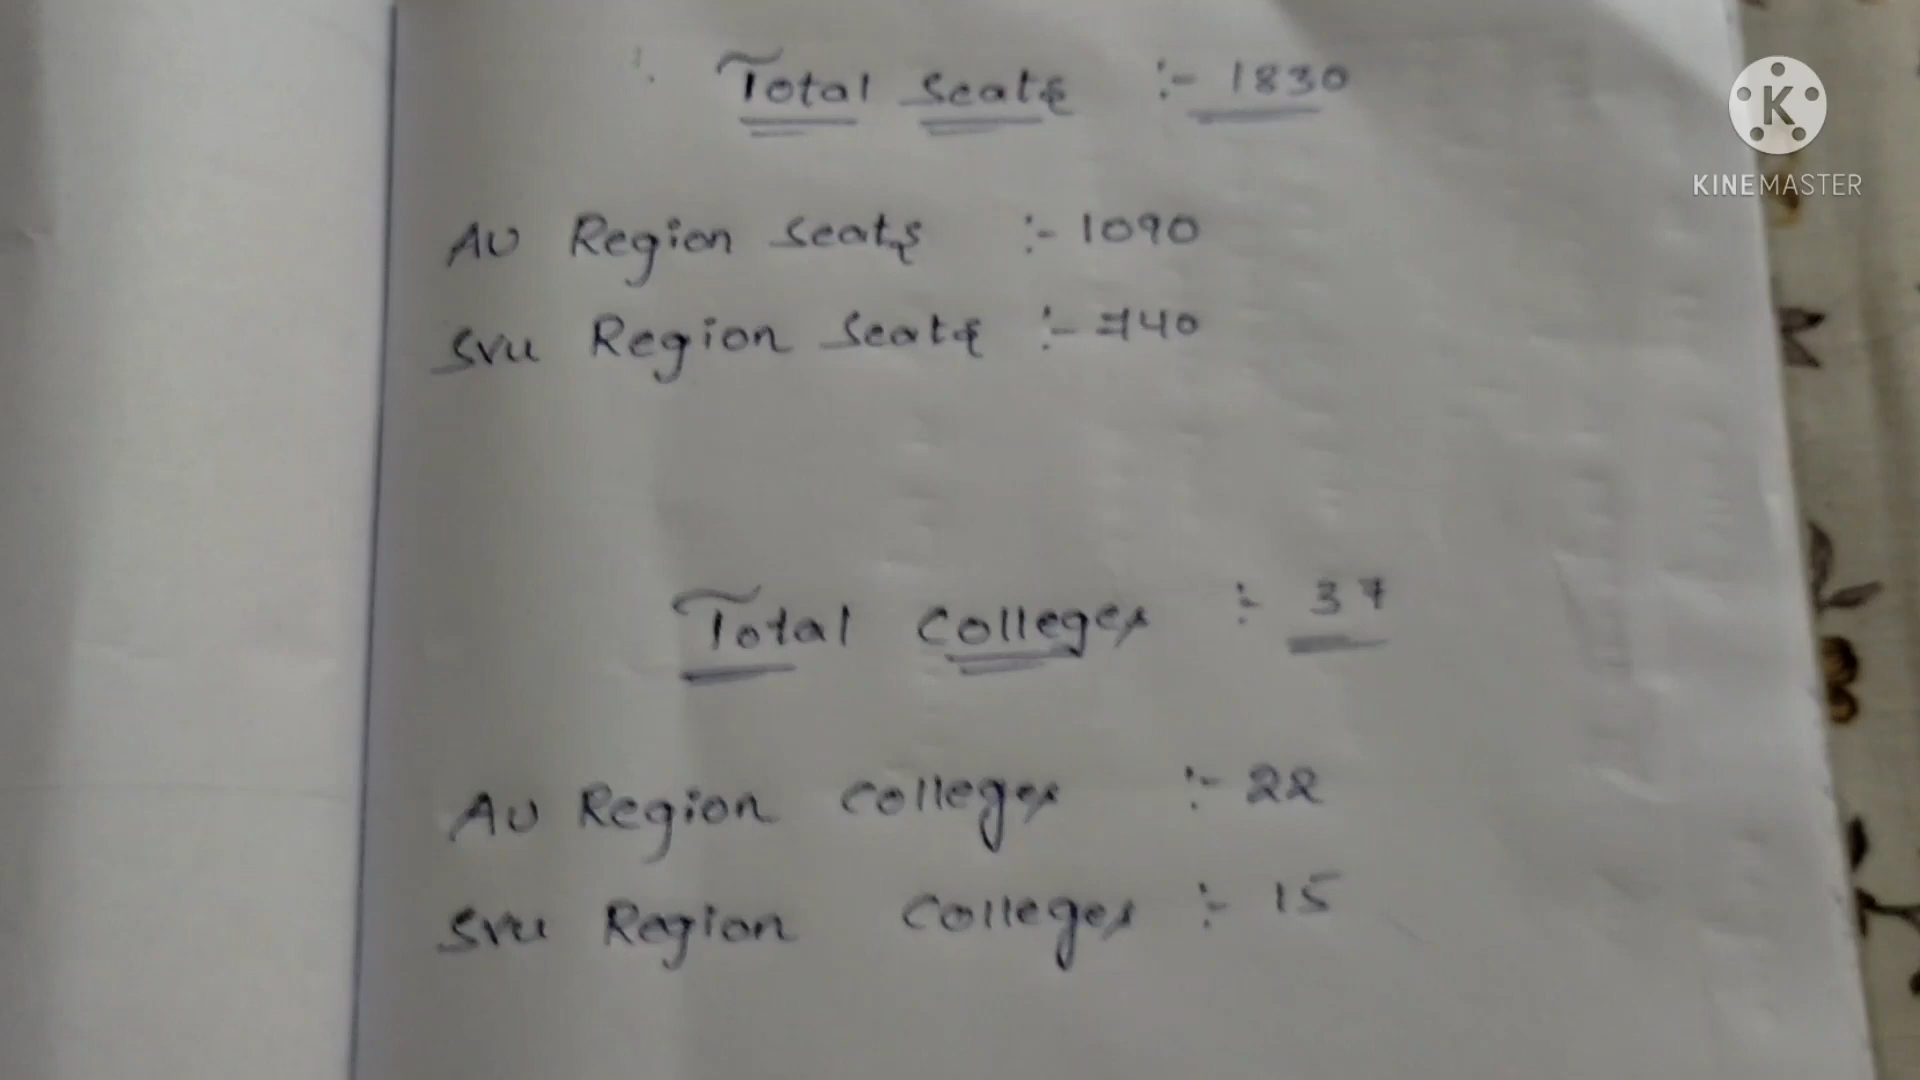 Total Seats :- 1830
K
KINEMASTER
AU Region Seats :- 1090
SVU Region Seats :- 740
Total Colleges :- 37
AU Region Colleges :- 22
SVU Region Colleges :- 15